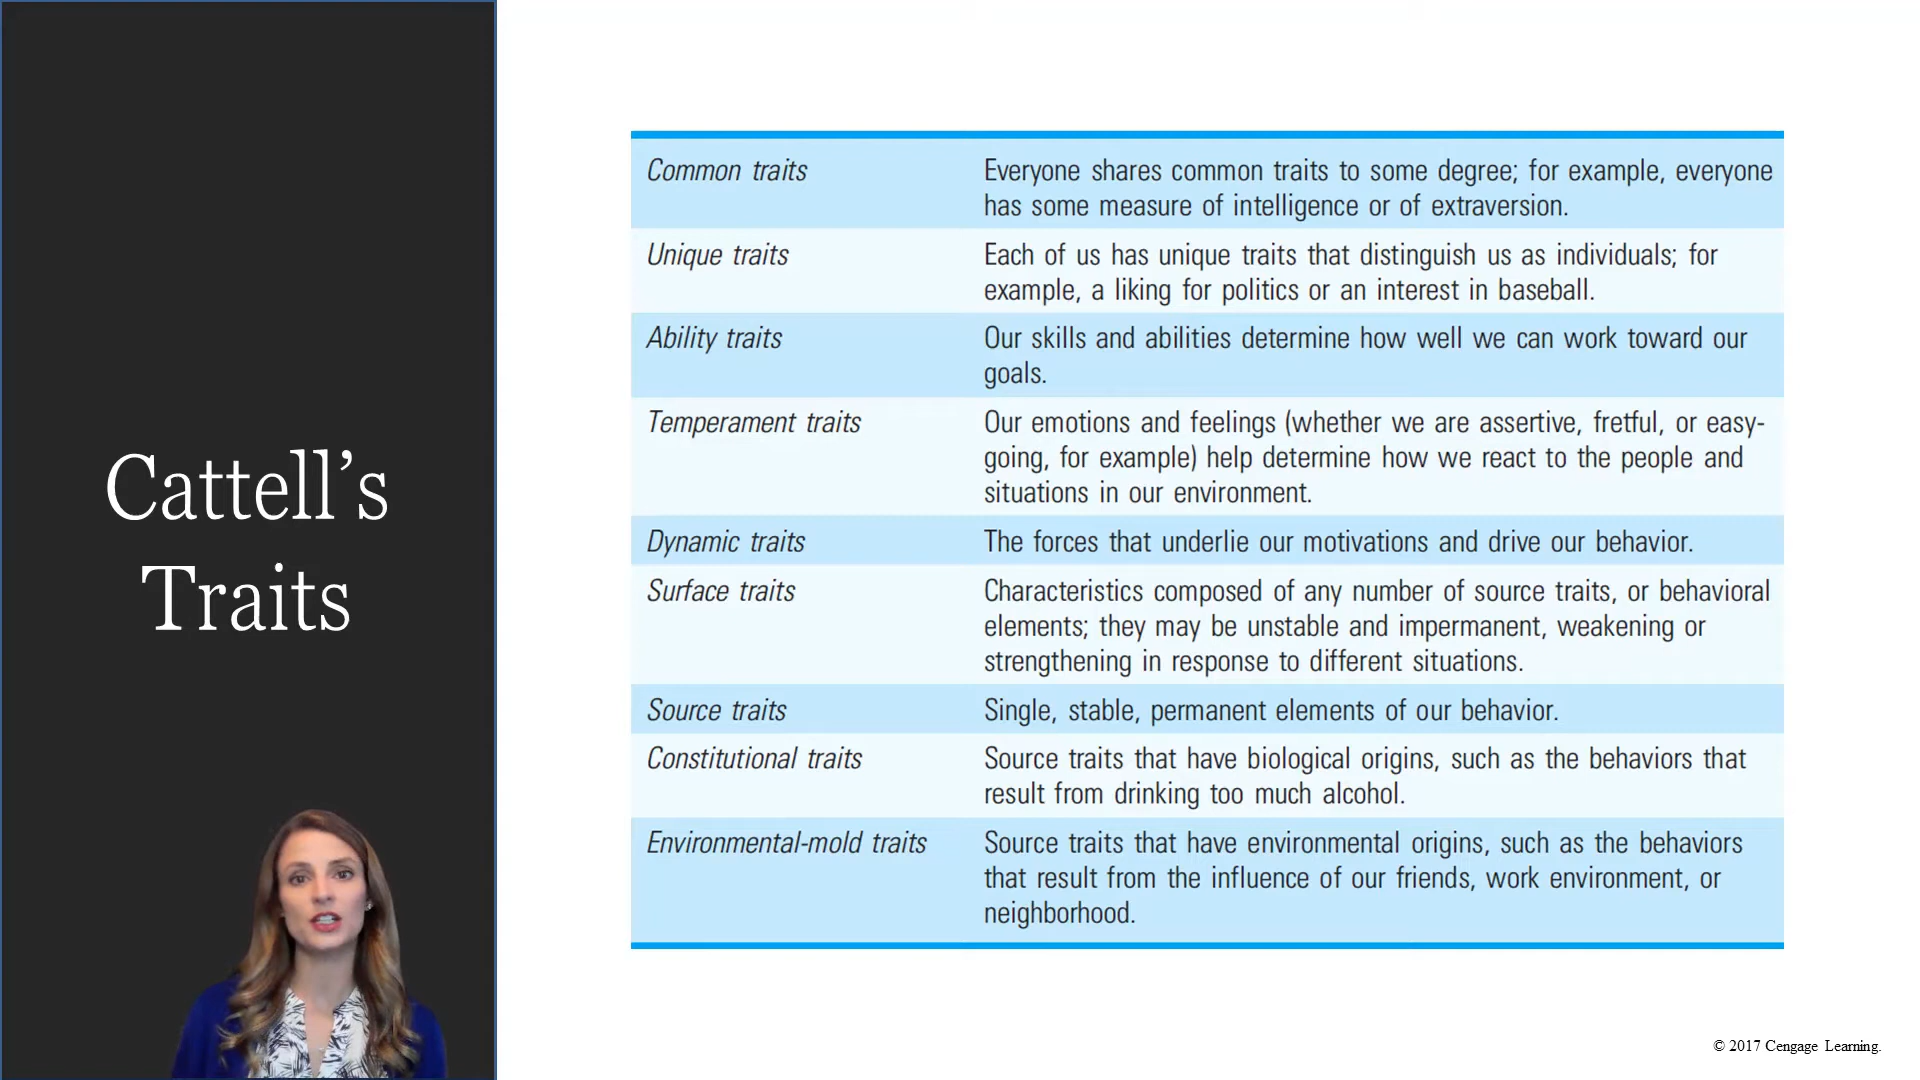 Cattell’s
Traits
Common traits
Everyone shares common traits to some degree; for example, everyone
has some measure of intelligence or of extraversion.
Unique traits
Each of us has unique traits that distinguish us as individuals; for
example, a liking for politics or an interest in baseball.
Ability traits
Our skills and abilities determine how well we can work toward our
goals.
Temperament traits
Our emotions and feelings (whether we are assertive, fretful, or easy-
going, for example) help determine how we react to the people and
situations in our environment.
Dynamic traits
The forces that underlie our motivations and drive our behavior.
Surface traits
Characteristics composed of any number of source traits, or behavioral
elements; they may be unstable and impermanent, weakening or
strengthening in response to different situations.
Source traits
Single, stable, permanent elements of our behavior.
Constitutional traits
Source traits that have biological origins, such as the behaviors that
result from drinking too much alcohol.
Environmental-mold traits
Source traits that have environmental origins, such as the behaviors
that result from the influence of our friends, work environment, or
neighborhood.
© 2017 Cengage Learning.